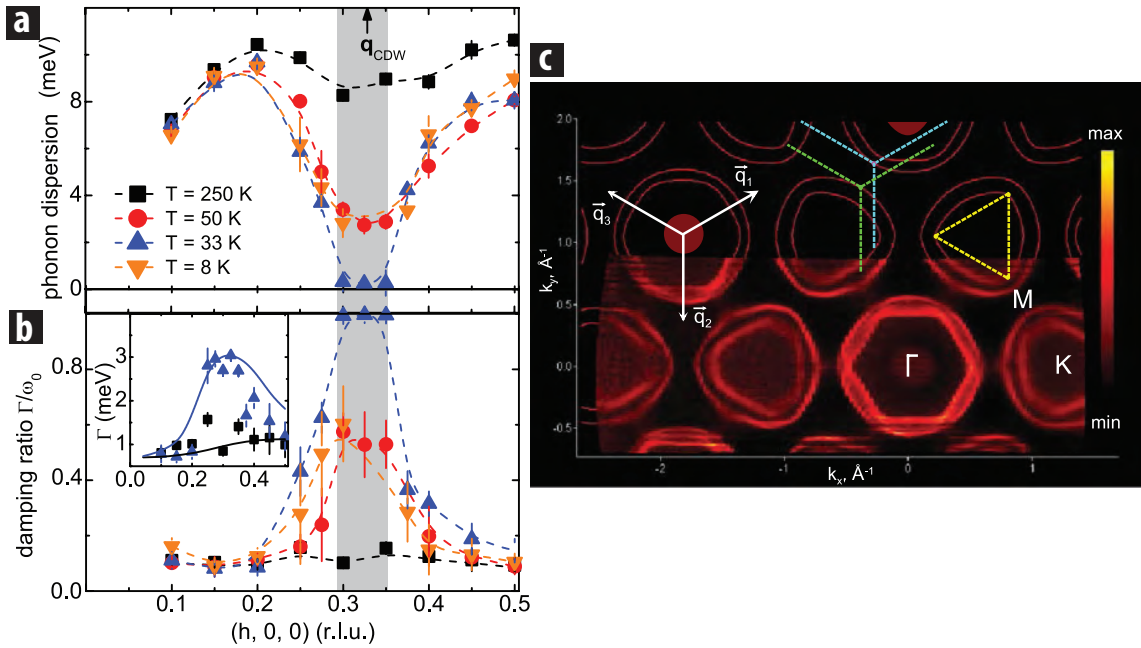 a
phonon dispersion (meV)
8
4
0
q CDW
T = 250 K
T = 50 K
T = 33 K
T = 8 K
b
damping ratio Γ/ω0
0.8
0.4
0.0
Γ (meV)
3
2
1
0.0 0.2 0.4
0.1 0.2 0.3 0.4 0.5
(h, 0, 0) (r.l.u.)
c
ky, Å-1
2.0
1.5
1.0
0.5
0.0
-0.5
q1
q3
q2
M
Γ
K
max
min
-2 -1 0 1
kx, Å-1